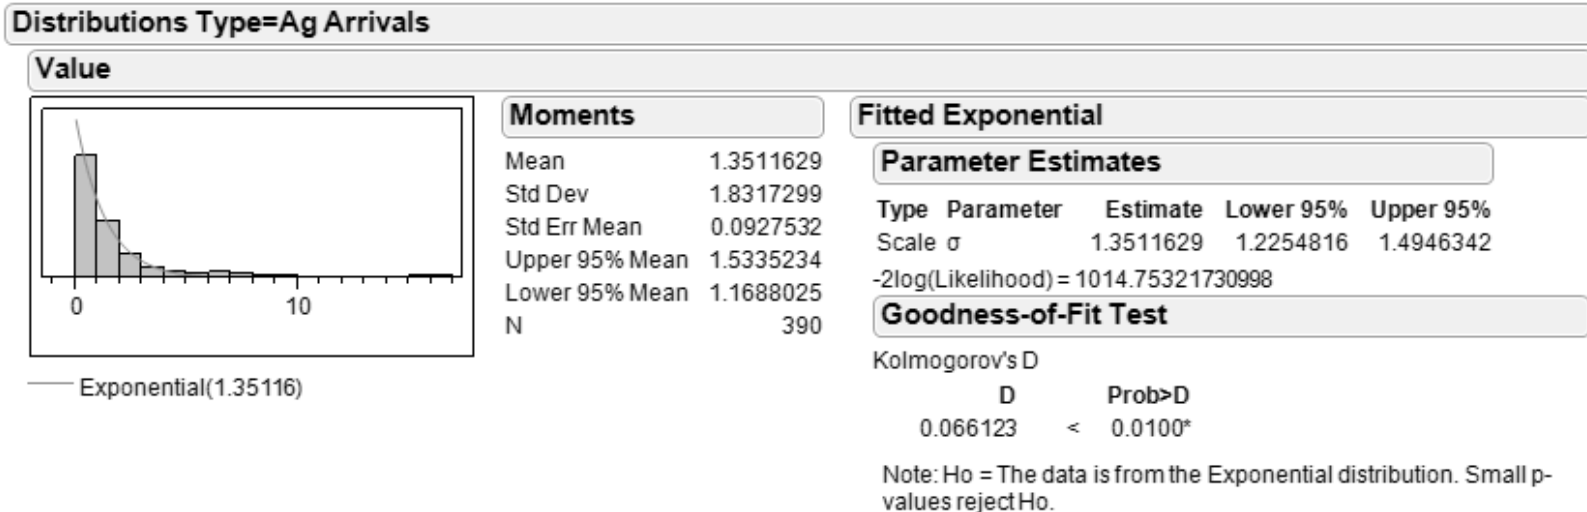 Distributions Type=Ag Arrivals
Value
0 10
Exponential(1.35116)
Moments
Mean 1.3511629
Std Dev 1.8317299
Std Err Mean 0.0927532
Upper 95% Mean 1.5335234
Lower 95% Mean 1.1688025
N 390
Fitted Exponential
Parameter Estimates
Type Parameter Estimate Lower 95% Upper 95%
Scale σ 1.3511629 1.2254816 1.4946342
-2log(Likelihood) = 1014.75321730998
Goodness-of-Fit Test
Kolmogorov's D
D Prob>D
0.066123 < 0.0100*
Note: Ho = The data is from the Exponential distribution. Small p-
values reject Ho.